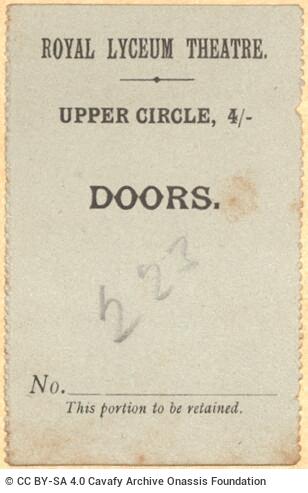 ROYAL LYCEUM THEATRE.
UPPER CIRCLE, 4/-
DOORS.
223
No.
This portion to be retained.
© CC BY-SA 4.0 Cavafy Archive Onassis Foundation